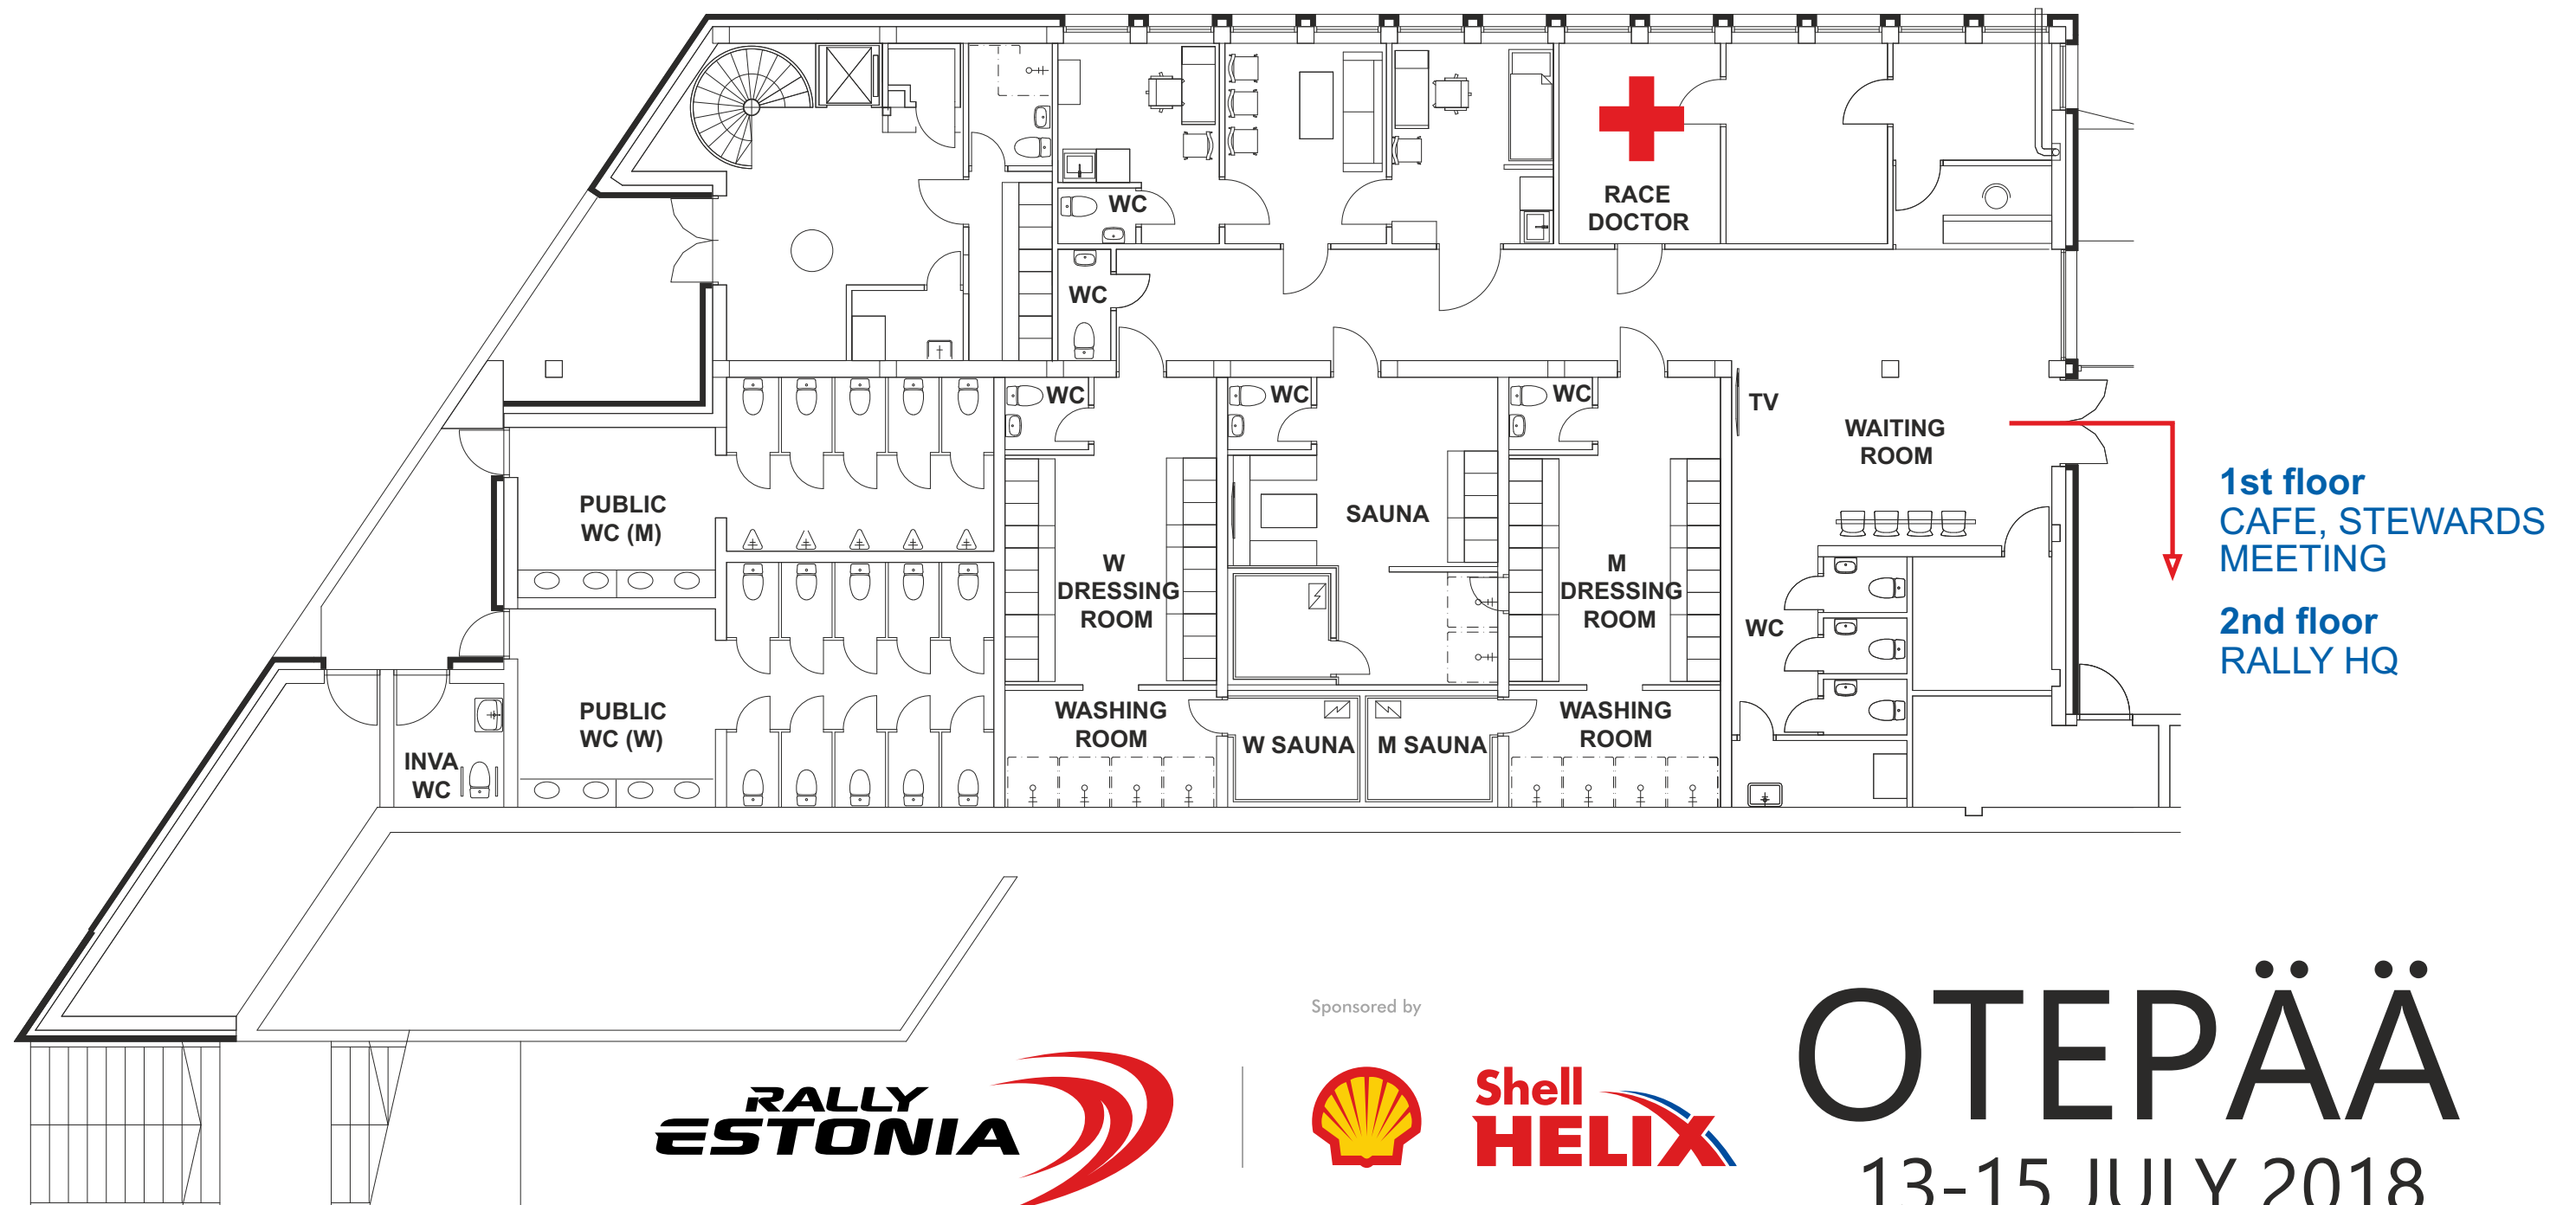 RACE
DOCTOR
WC
WC
WC
WC
WC
TV
WAITING
ROOM
1st floor
CAFE, STEWARDS
MEETING
2nd floor
RALLY HQ
PUBLIC
WC (M)
SAUNA
W
DRESSING
ROOM
M
DRESSING
ROOM
WC
PUBLIC
WC (W)
WASHING
ROOM
W SAUNA
M SAUNA
WASHING
ROOM
INVA
WC
Sponsored by
RALLY
ESTONIA
Shell
HELIX
OTEPÄÄ
13-15 JULY 2018